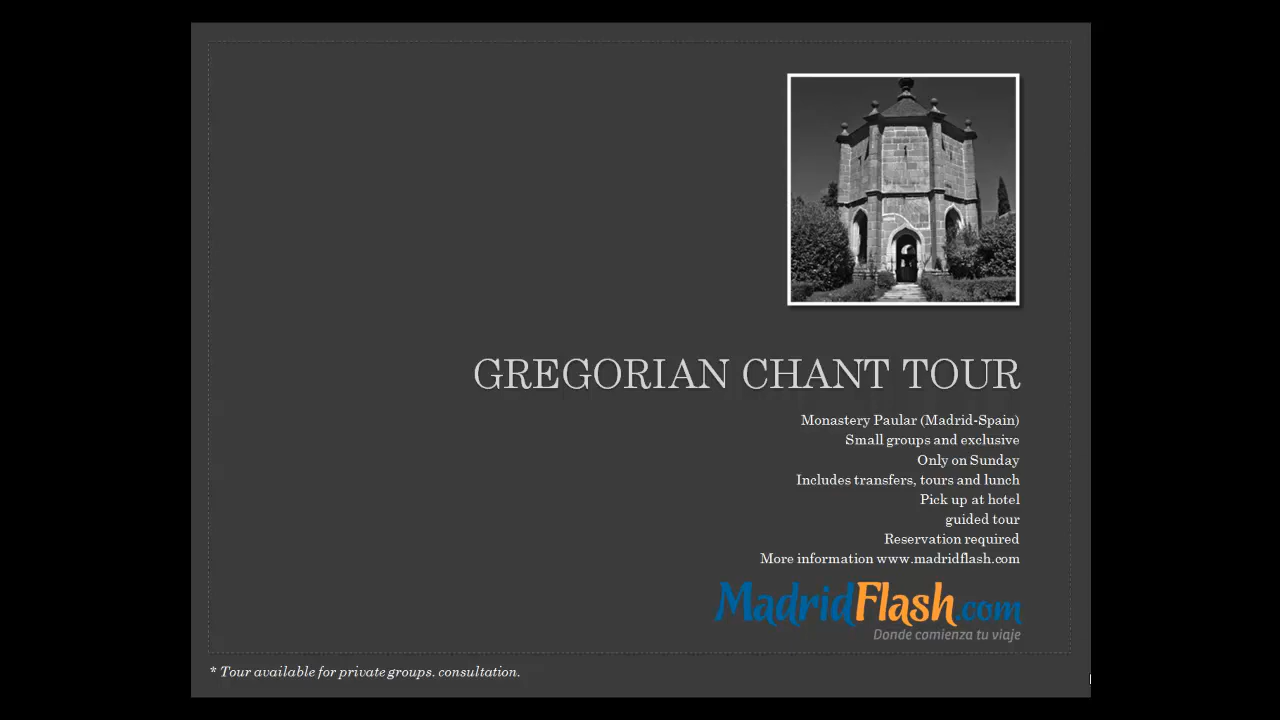 GREGORIAN CHANT TOUR
Monastery Paular (Madrid-Spain)
Small groups and exclusive
Only on Sunday
Includes transfers, tours and lunch
Pick up at hotel
guided tour
Reservation required
More information www.madridflash.com
MadridFlash.com
Donde comienza tu viaje
* Tour available for private groups. consultation.